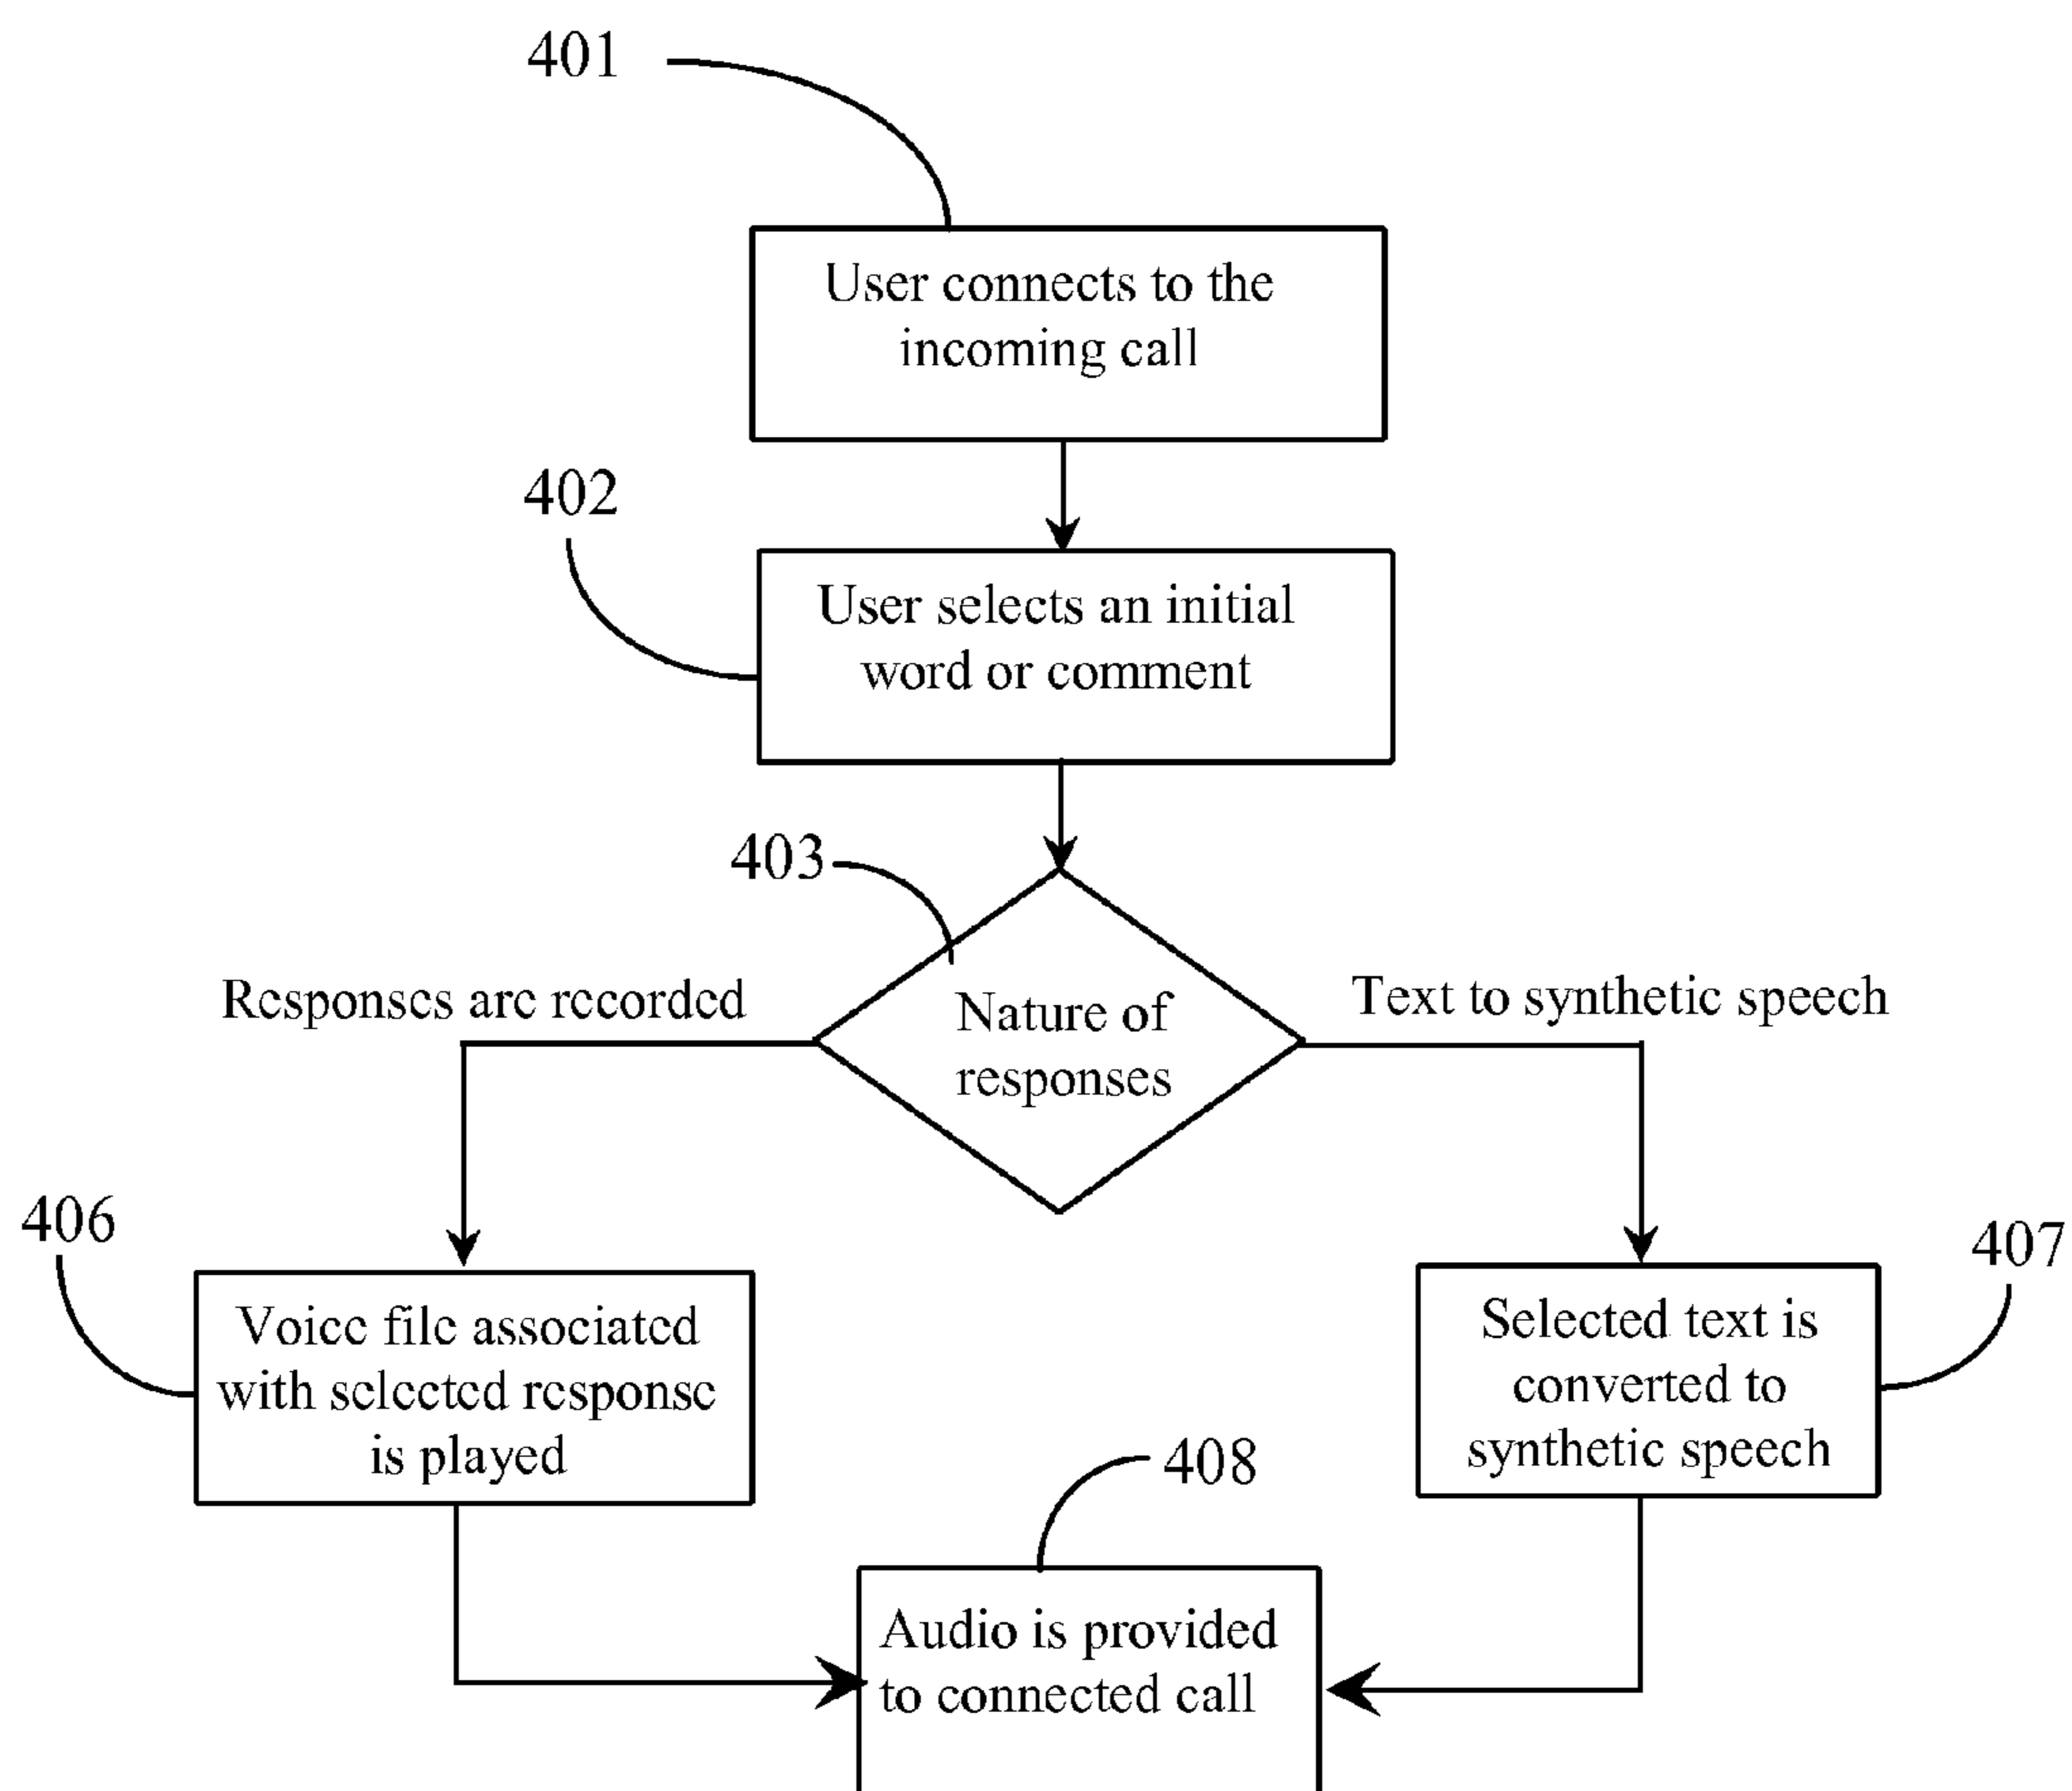 401
User connects to the
incoming call
402
User selects an initial
word or comment
403
Responses are recorded
Nature of
responses
Text to synthetic speech
406
Voice file associated
with selected response
is played
407
Selected text is
converted to
synthetic speech
408
Audio is provided
to connected call